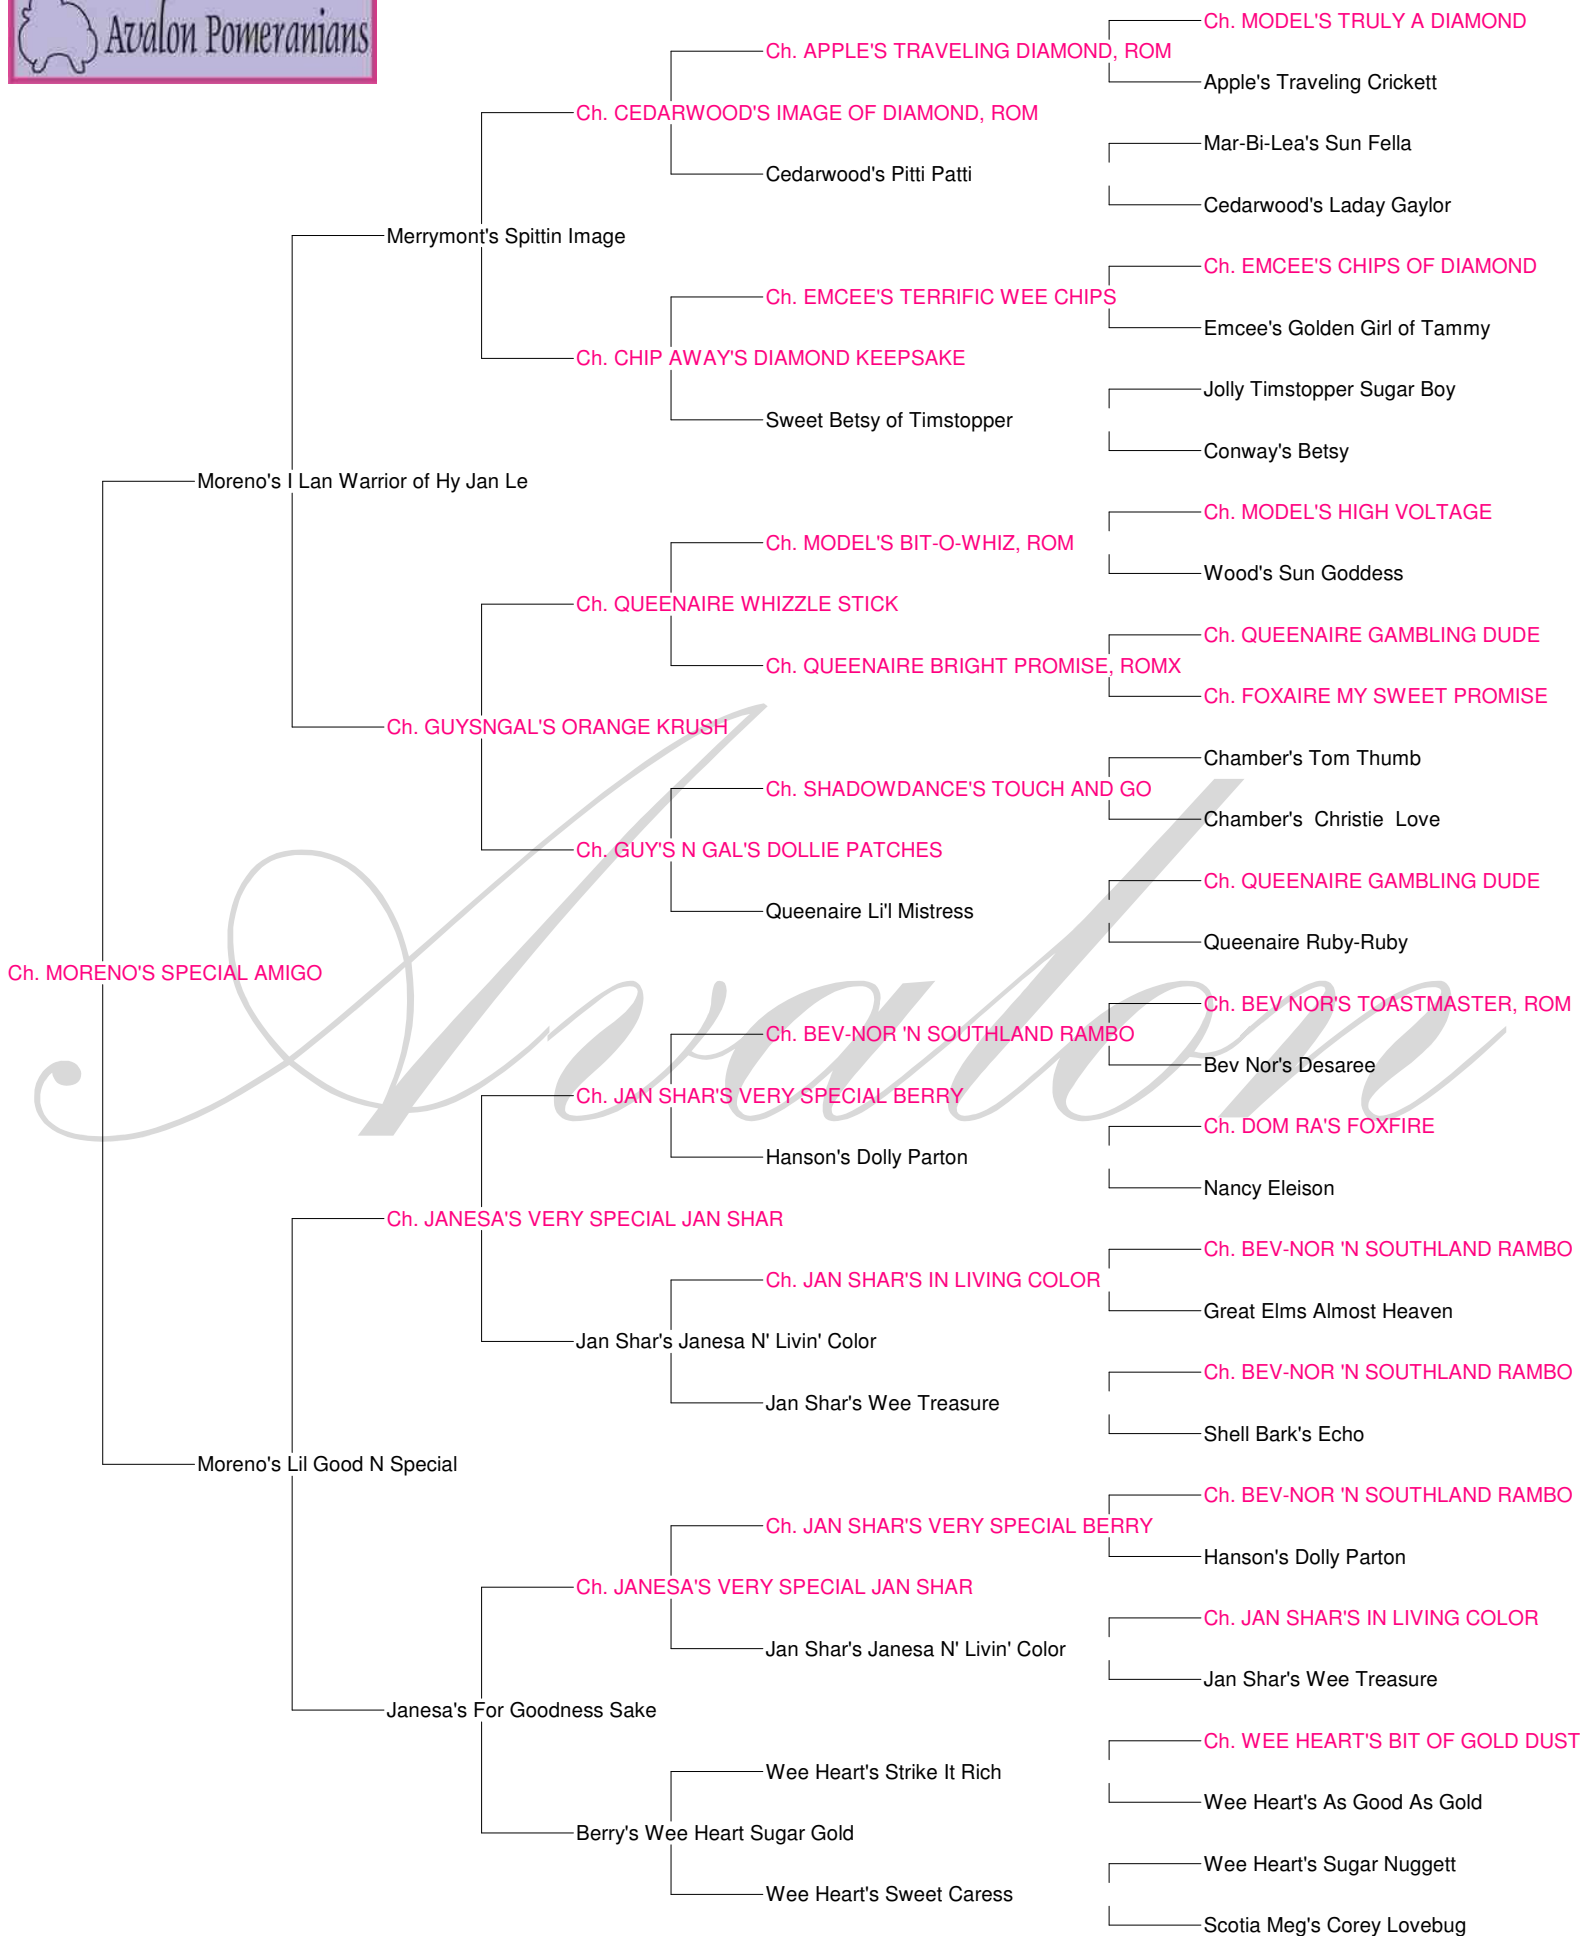 Avalon Pomeranians
Ch. MODEL'S TRULY A DIAMOND
Ch. APPLE'S TRAVELING DIAMOND, ROM
Apple's Traveling Crickett
Ch. CEDARWOOD'S IMAGE OF DIAMOND, ROM
Mar-Bi-Lea's Sun Fella
Cedarwood's Pitti Patti
Cedarwood's Laday Gaylor
Merrymont's Spittin Image
Ch. EMCEE'S CHIPS OF DIAMOND
Ch. EMCEE'S TERRIFIC WEE CHIPS
Emcee's Golden Girl of Tammy
Ch. CHIP AWAY'S DIAMOND KEEPSAKE
Jolly Timstopper Sugar Boy
Sweet Betsy of Timstopper
Conway's Betsy
Moreno's I Lan Warrior of Hy Jan Le
Ch. MODEL'S HIGH VOLTAGE
Ch. MODEL'S BIT-O-WHIZ, ROM
Wood's Sun Goddess
Ch. QUEENAIRE WHIZZLE STICK
Ch. QUEENAIRE GAMBLING DUDE
Ch. QUEENAIRE BRIGHT PROMISE, ROMX
Ch. FOXAIRE MY SWEET PROMISE
Ch. GUYSNGAL'S ORANGE KRUSH
Chamber's Tom Thumb
Ch. SHADOWDANCE'S TOUCH AND GO
Chamber's  Christie  Love
Ch. GUY'S N GAL'S DOLLIE PATCHES
Ch. QUEENAIRE GAMBLING DUDE
Queenaire Li'l Mistress
Queenaire Ruby-Ruby
Ch. MORENO'S SPECIAL AMIGO
Avalon
Ch. BEV NOR'S TOASTMASTER, ROM
Ch. BEV-NOR 'N SOUTHLAND RAMBO
Bev Nor's Desaree
Ch. JAN SHAR'S VERY SPECIAL BERRY
Ch. DOM RA'S FOXFIRE
Hanson's Dolly Parton
Nancy Eleison
Ch. JANESA'S VERY SPECIAL JAN SHAR
Ch. BEV-NOR 'N SOUTHLAND RAMBO
Ch. JAN SHAR'S IN LIVING COLOR
Great Elms Almost Heaven
Jan Shar's Janesa N' Livin' Color
Ch. BEV-NOR 'N SOUTHLAND RAMBO
Jan Shar's Wee Treasure
Shell Bark's Echo
Moreno's Lil Good N Special
Ch. BEV-NOR 'N SOUTHLAND RAMBO
Ch. JAN SHAR'S VERY SPECIAL BERRY
Hanson's Dolly Parton
Ch. JANESA'S VERY SPECIAL JAN SHAR
Ch. JAN SHAR'S IN LIVING COLOR
Jan Shar's Janesa N' Livin' Color
Jan Shar's Wee Treasure
Janesa's For Goodness Sake
Ch. WEE HEART'S BIT OF GOLD DUST
Wee Heart's Strike It Rich
Wee Heart's As Good As Gold
Berry's Wee Heart Sugar Gold
Wee Heart's Sugar Nuggett
Wee Heart's Sweet Caress
Scotia Meg's Corey Lovebug